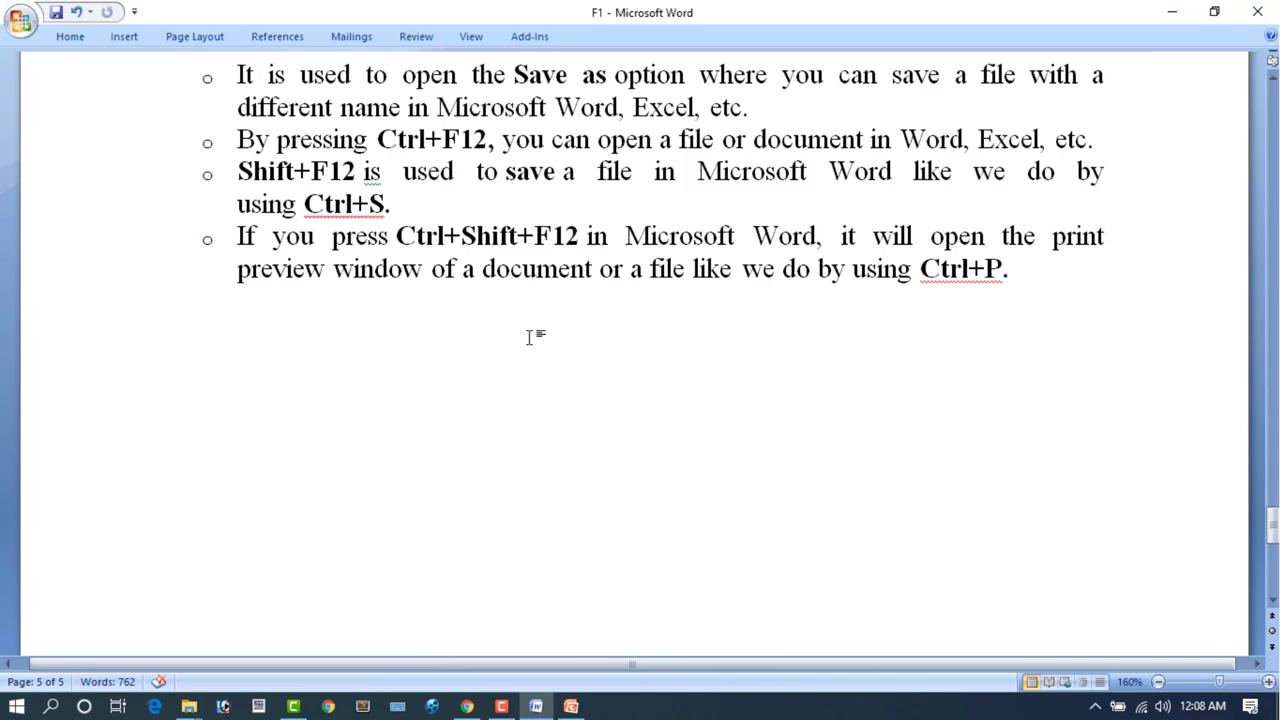 F1 - Microsoft Word
Home Insert Page Layout References Mailings Review View Add-Ins
o It is used to open the Save as option where you can save a file with a
different name in Microsoft Word, Excel, etc.
o By pressing Ctrl+F12, you can open a file or document in Word, Excel, etc.
o Shift+F12 is used to save a file in Microsoft Word like we do by
using Ctrl+S.
o If you press Ctrl+Shift+F12 in Microsoft Word, it will open the print
preview window of a document or a file like we do by using Ctrl+P.
Page: 5 of 5 Words: 762 160%
12:08 AM